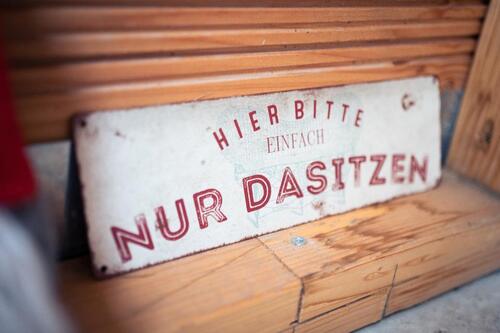 HIER BITTE
EINFACH
NUR DASITZEN